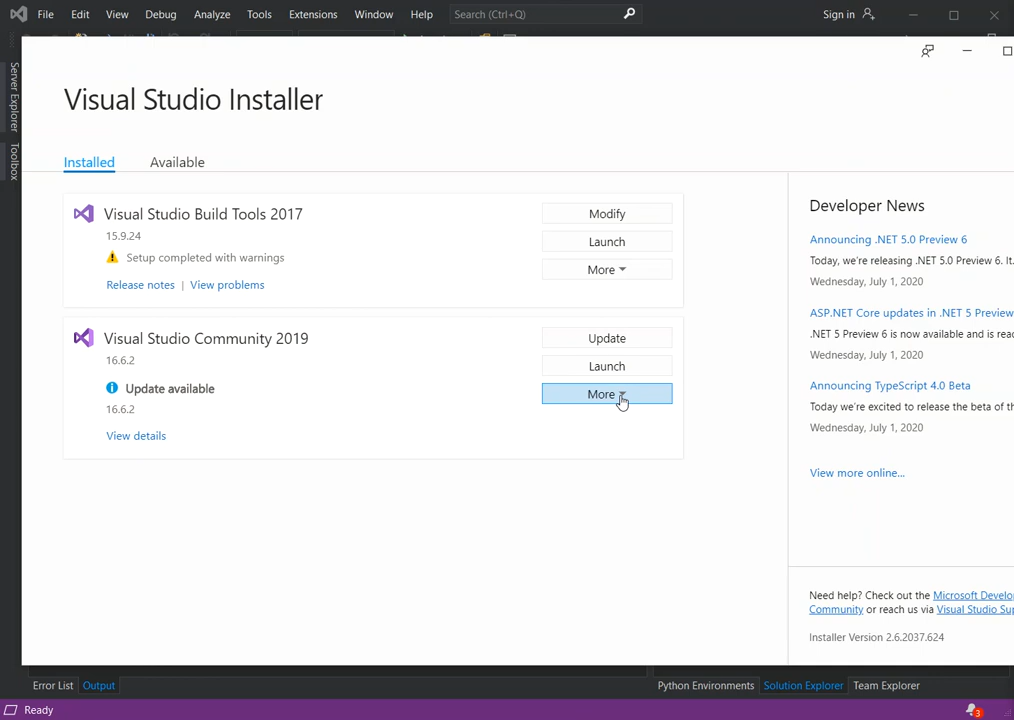 File Edit View Debug Analyze Tools Extensions Window Help Search (Ctrl+Q) Sign in
Server Explorer
Toolbox
Visual Studio Installer
Installed Available
Visual Studio Build Tools 2017
15.9.24
Setup completed with warnings
Release notes | View problems
Modify
Launch
More
Visual Studio Community 2019
16.6.2
Update available
16.6.2
View details
Update
Launch
More
Developer News
Announcing .NET 5.0 Preview 6
Today, we're releasing .NET 5.0 Preview 6. It.
Wednesday, July 1, 2020
ASP.NET Core updates in .NET 5 Preview
.NET 5 Preview 6 is now available and is rea
Wednesday, July 1, 2020
Announcing TypeScript 4.0 Beta
Today we're excited to release the beta of th
Wednesday, July 1, 2020
View more online...
Need help? Check out the Microsoft Develo
Community or reach us via Visual Studio Su
Installer Version 2.6.2037.624
Error List Output Python Environments Solution Explorer Team Explorer
Ready 3